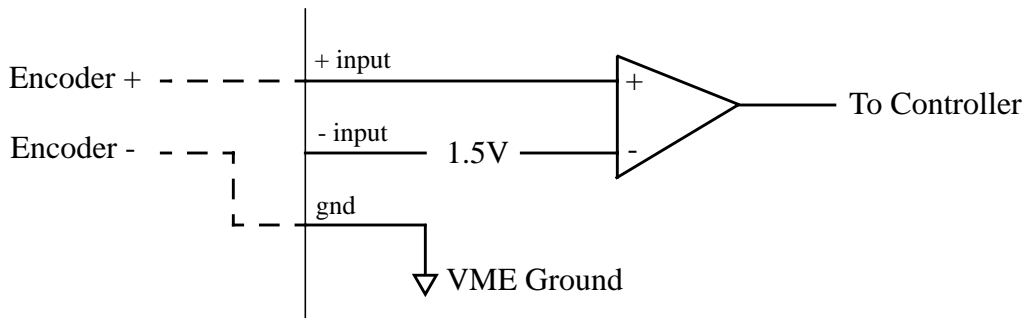 + input
Encoder +
+
To Controller
- input
Encoder -
1.5V
-
gnd
VME Ground